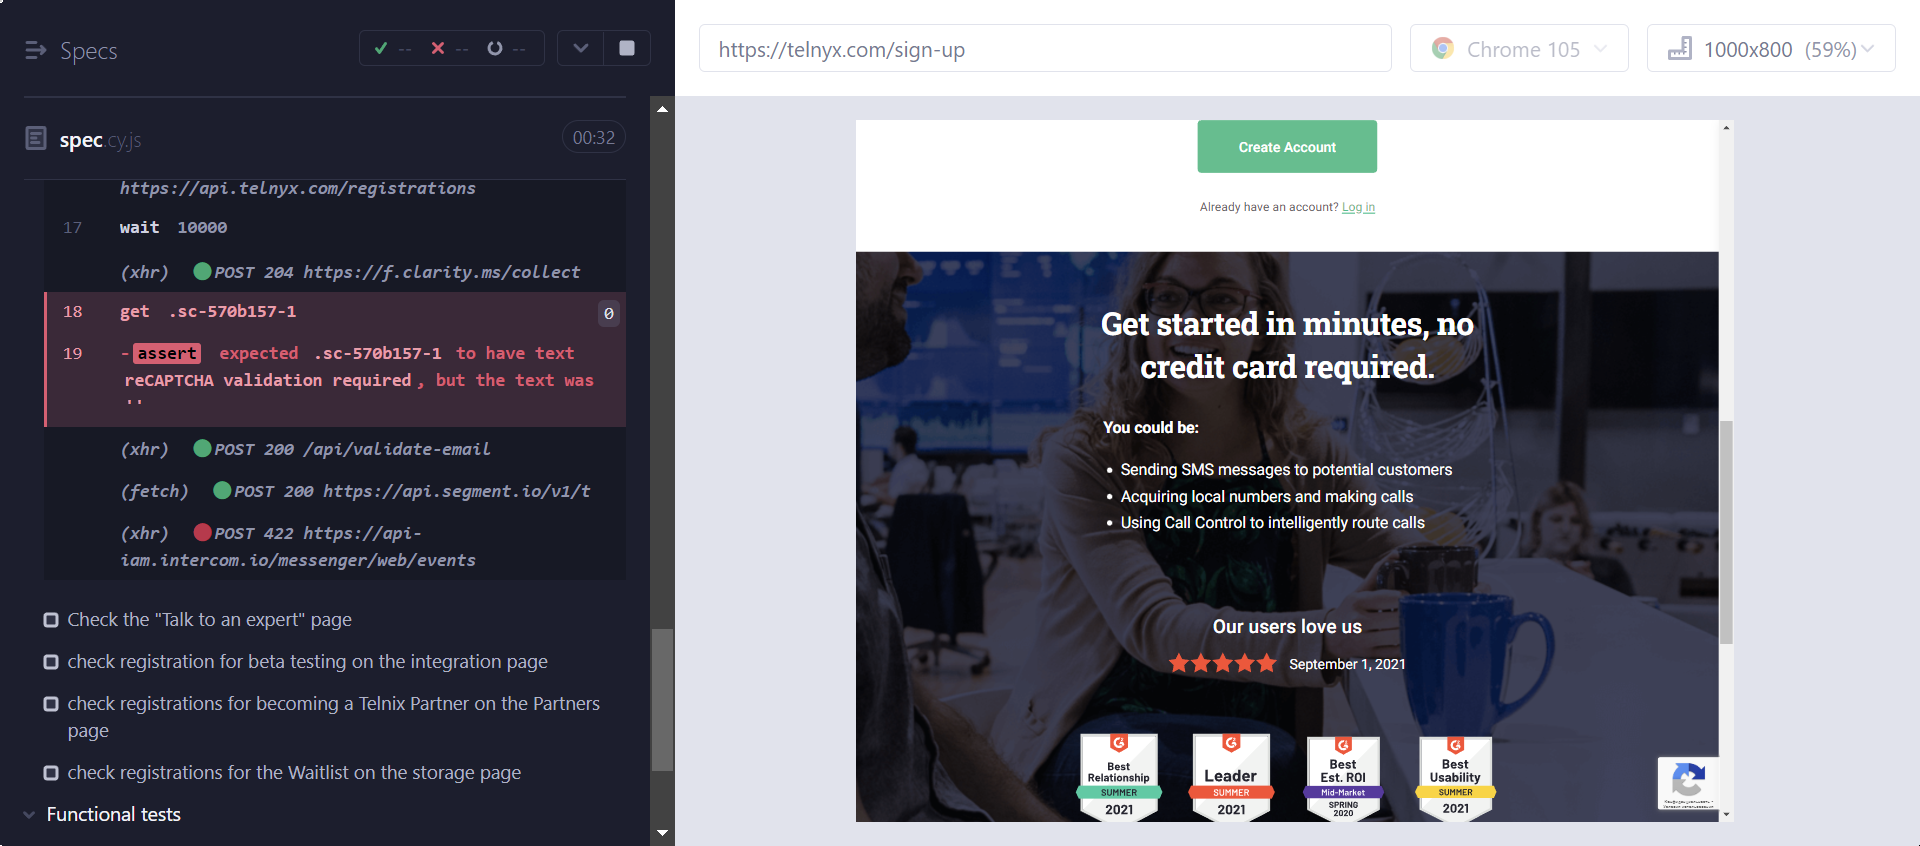 Specs
-- -- --
spec.cy.js 00:32
https://api.telnyx.com/registrations
17 wait 10000
(xhr) POST 204 https://f.clarity.ms/collect
18 get .sc-570b157-1 0
19 -assert expected .sc-570b157-1 to have text
reCAPTCHA validation required, but the text was
''
(xhr) POST 200 /api/validate-email
(fetch) POST 200 https://api.segment.io/v1/t
(xhr) POST 422 https://api-
iam.intercom.io/messenger/web/events
Check the "Talk to an expert" page
check registration for beta testing on the integration page
check registrations for becoming a Telnix Partner on the Partners
page
check registrations for the Waitlist on the storage page
Functional tests
https://telnyx.com/sign-up
Chrome 105
1000x800 (59%)
Create Account
Already have an account? Log in
Get started in minutes, no
credit card required.
You could be:
• Sending SMS messages to potential customers
• Acquiring local numbers and making calls
• Using Call Control to intelligently route calls
Our users love us
September 1, 2021
Best
Relationship
SUMMER
2021
Leader
SUMMER
2021
Best
Est. ROI
Mid-Market
SPRING
2020
Best
Usability
SUMMER
2021